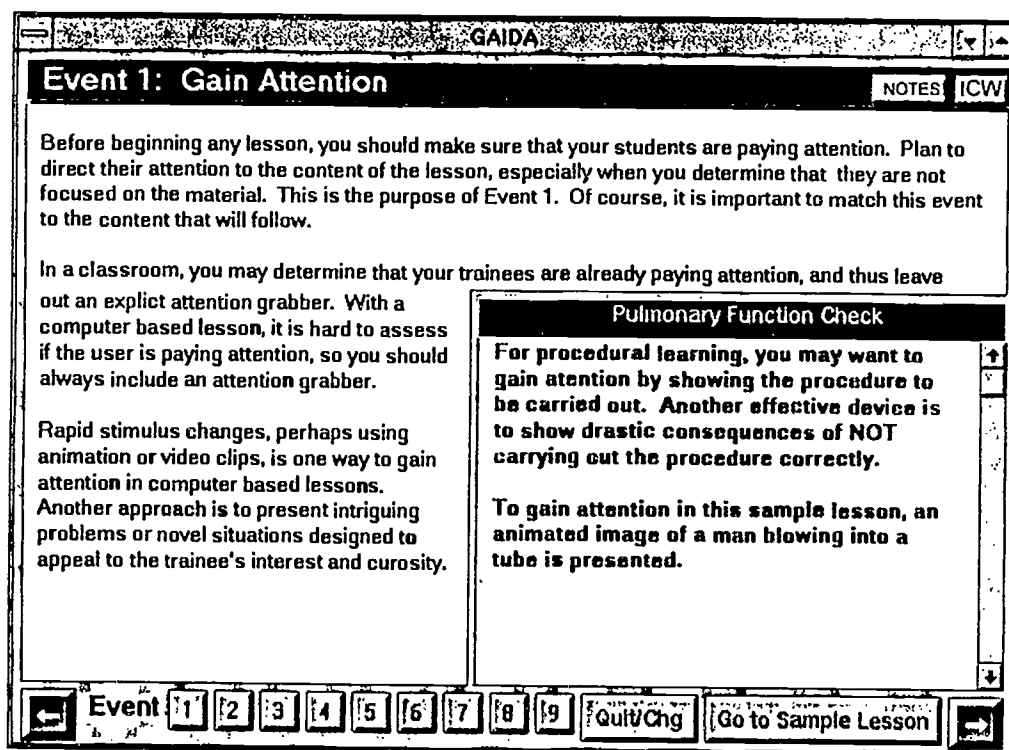 GAIDA
Event 1: Gain Attention
NOTES ICW
Before beginning any lesson, you should make sure that your students are paying attention. Plan to
direct their attention to the content of the lesson, especially when you determine that they are not
focused on the material. This is the purpose of Event 1. Of course, it is important to match this event
to the content that will follow.
In a classroom, you may determine that your trainees are already paying attention, and thus leave
out an explict attention grabber. With a
computer based lesson, it is hard to assess
if the user is paying attention, so you should
always include an attention grabber.
Rapid stimulus changes, perhaps using
animation or video clips, is one way to gain
attention in computer based lessons.
Another approach is to present intriguing
problems or novel situations designed to
appeal to the trainee's interest and curosity.
Pulmonary Function Check
For procedural learning, you may want to
gain atention by showing the procedure to
be carried out. Another effective device is
to show drastic consequences of NOT
carrying out the procedure correctly.
To gain attention in this sample lesson, an
animated image of a man blowing into a
tube is presented.
Event 1 2 3 4 5 6 7 8 9 Quit/Chg Go to Sample Lesson